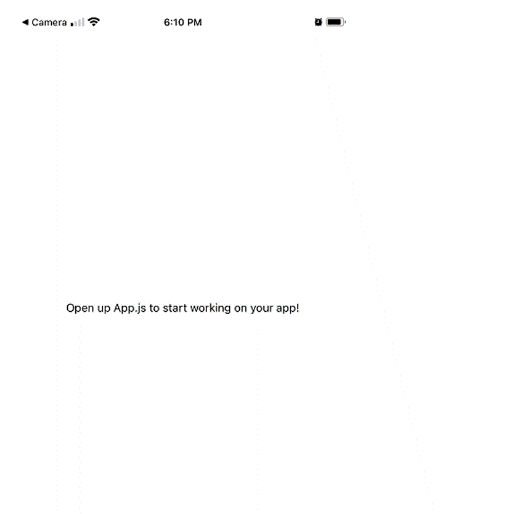 ◀ Camera 6:10 PM
Open up App.js to start working on your app!